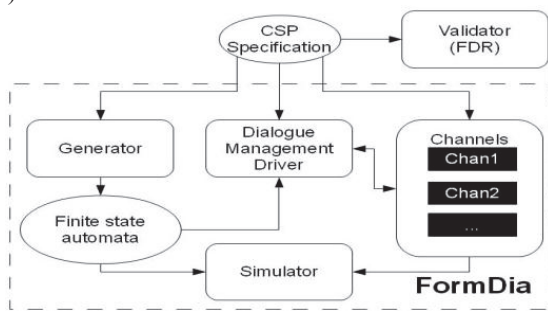 )
CSP
Specification
Validator
(FDR)
Generator
Dialogue
Management
Driver
Channels
Chan1
Chan2
...
Finite state
automata
Simulator
FormDia